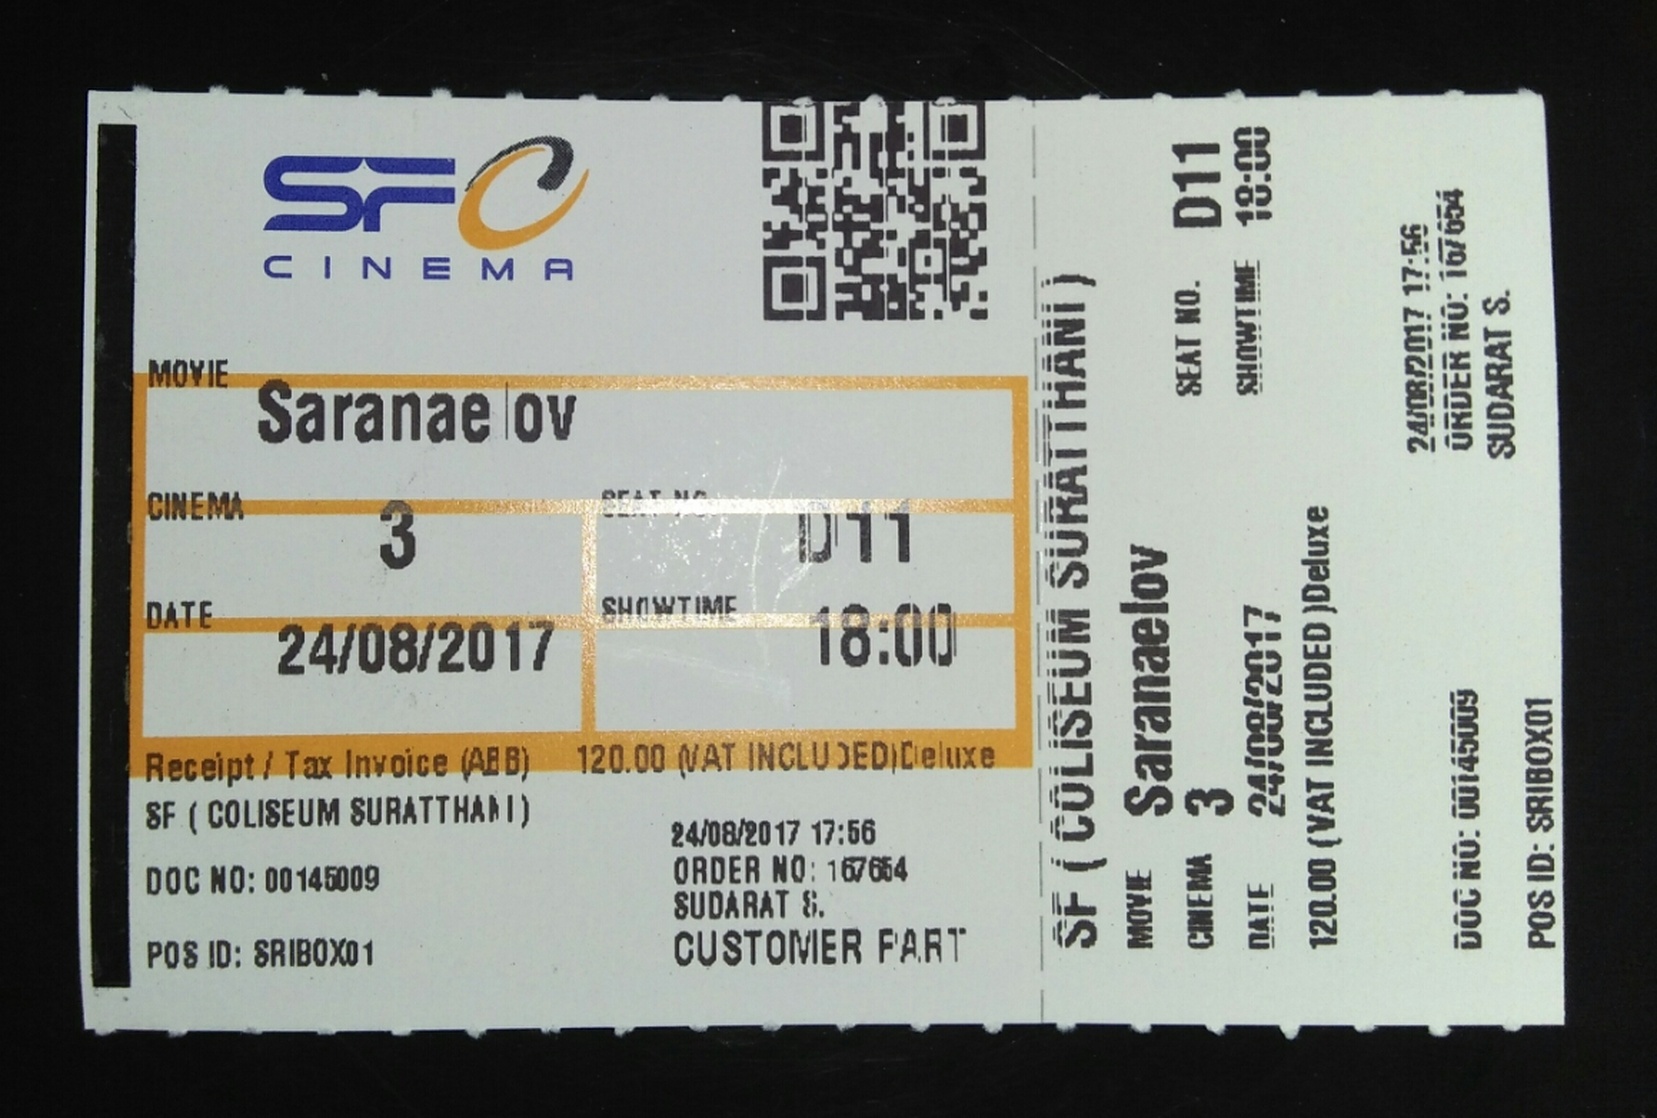 SFC
CINEMA
MOVIE
Saranaelov
CINEMA
3
SEAT NO
D11
DATE
24/08/2017
SHOWTIME
18:00
Receipt / Tax Invoice (ABB) 120.00 (VAT INCLUDED)Deluxe
SF ( COLISEUM SURATTHANI )
24/08/2017 17:56
DOC NO: 00145009
ORDER NO: 167654
SUDARAT S.
POS ID: SRIBOX01
CUSTOMER PART
SF ( COLISEUM SURATTHANI )
MOVIE Saranaelov
CINEMA 3 SEAT NO. D11
DATE 24/08/2017 SHOWTIME 18:00
120.00 (VAT INCLUDED )Deluxe
24/08/2017 17:56
DOC NO: 00145009 ORDER NO: 167654
SUDARAT S.
POS ID: SRIBOX01